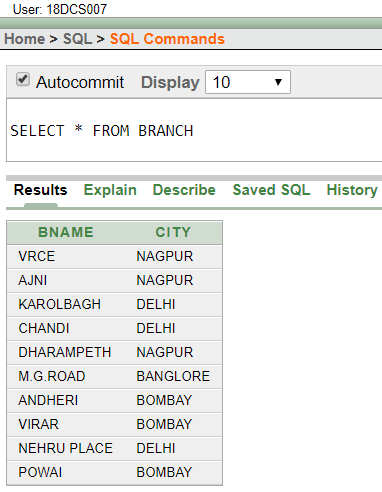 User: 18DCS007
Home > SQL > SQL Commands
Autocommit Display 10
SELECT * FROM BRANCH
Results Explain Describe Saved SQL History
BNAME CITY
VRCE NAGPUR
AJNI NAGPUR
KAROLBAGH DELHI
CHANDI DELHI
DHARAMPETH NAGPUR
M.G.ROAD BANGLORE
ANDHERI BOMBAY
VIRAR BOMBAY
NEHRU PLACE DELHI
POWAI BOMBAY